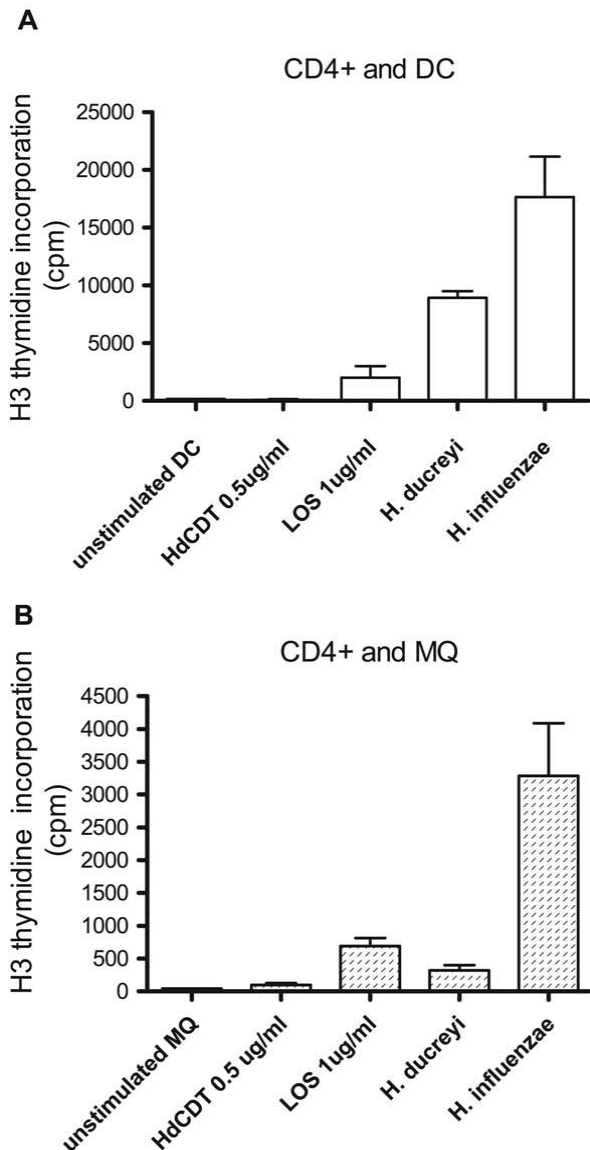 A
CD4+ and DC
H3 thymidine incorporation
(cpm)
25000
20000
15000
10000
5000
0
unstimulated DC
HdCDT 0.5ug/ml
LOS 1ug/ml
H. ducreyi
H. influenzae
B
CD4+ and MQ
H3 thymidine incorporation
(cpm)
4500
4000
3500
3000
2500
2000
1500
1000
500
0
unstimulated MQ
HdCDT 0.5 ug/ml
LOS 1ug/ml
H. ducreyi
H. influenzae